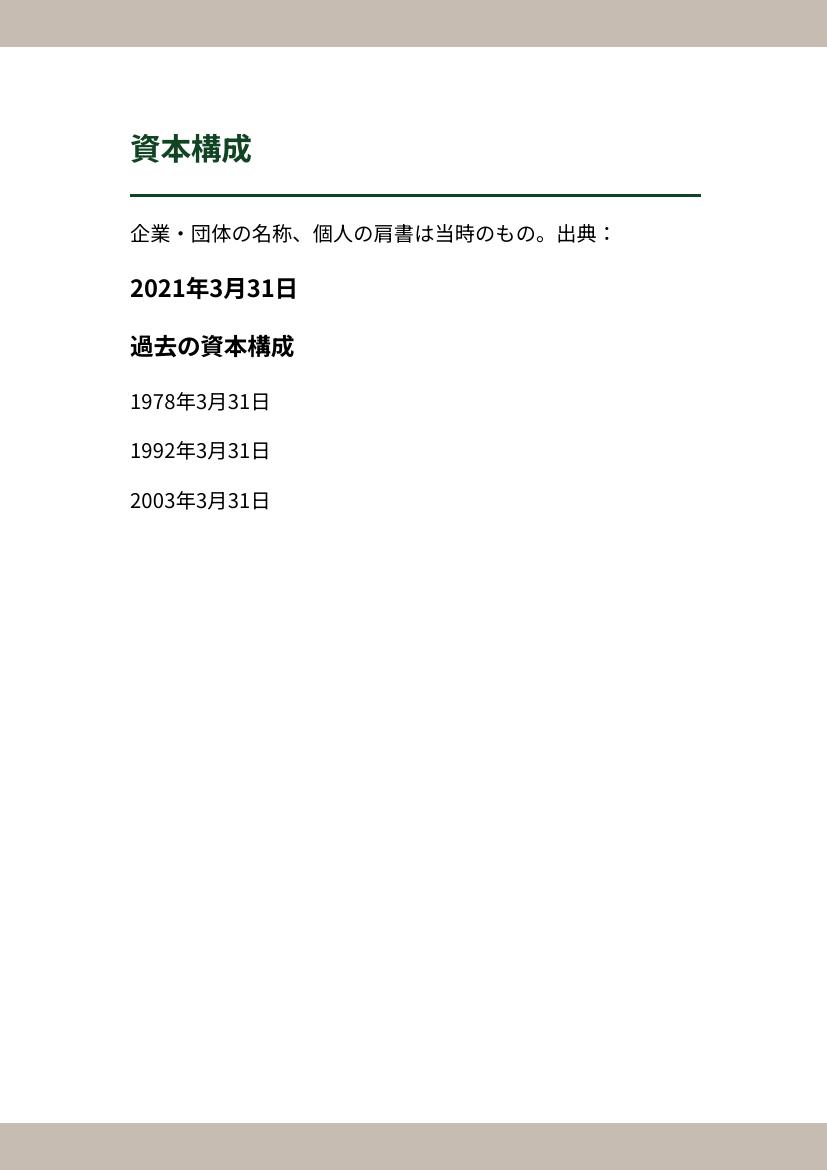 資本構成
企業・団体の名称、個人の肩書は当時のもの。出典：
2021年3月31日
過去の資本構成
1978年3月31日
1992年3月31日
2003年3月31日